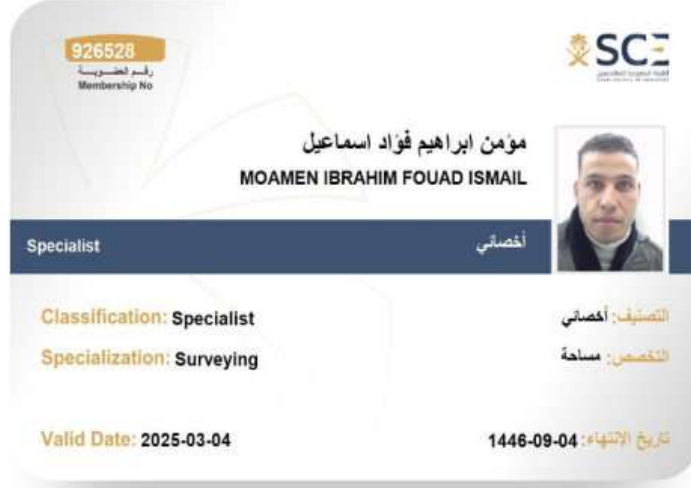 926528
رقم العضوية
Membership No
SCE
مؤمن ابراهيم فؤاد اسماعيل
MOAMEN IBRAHIM FOUAD ISMAIL
Specialist
أخصائي
Classification: Specialist
التصنيف: أخصائي
Specialization: Surveying
التخصص: مساحة
Valid Date: 2025-03-04
تاريخ الإنتهاء: 1446-09-04